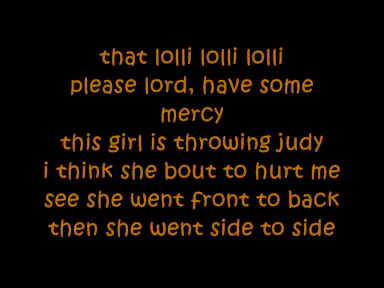 that lolli lolli lolli
please lord, have some
mercy
this girl is throwing judy
i think she bout to hurt me
see she went front to back
then she went side to side